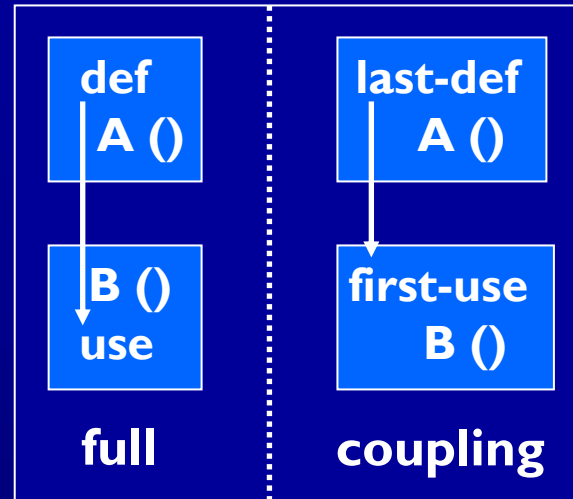 def
A ()
B ()
use
full
last-def
A ()
first-use
B ()
coupling